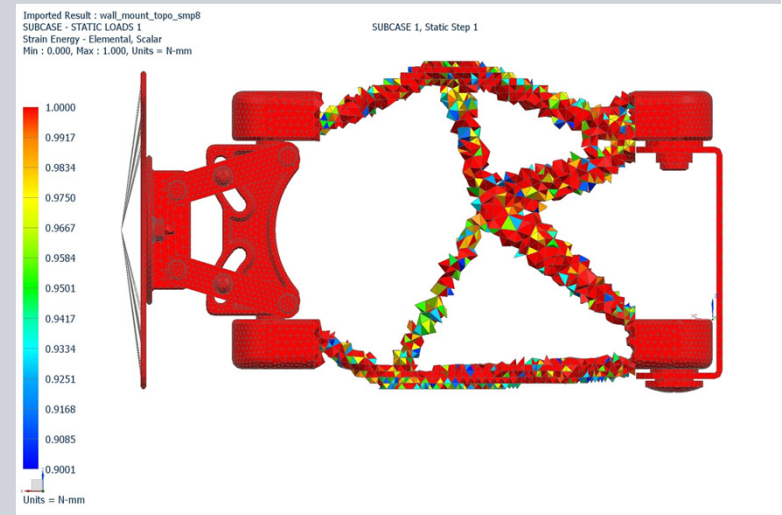 Imported Result : wall_mount_topo_smp8
SUBCASE - STATIC LOADS 1
Strain Energy - Elemental, Scalar
Min : 0.000, Max : 1.000, Units = N-mm
SUBCASE 1, Static Step 1
1.0000
0.9917
0.9834
0.9750
0.9667
0.9584
0.9501
0.9417
0.9334
0.9251
0.9168
0.9085
0.9001
Units = N-mm